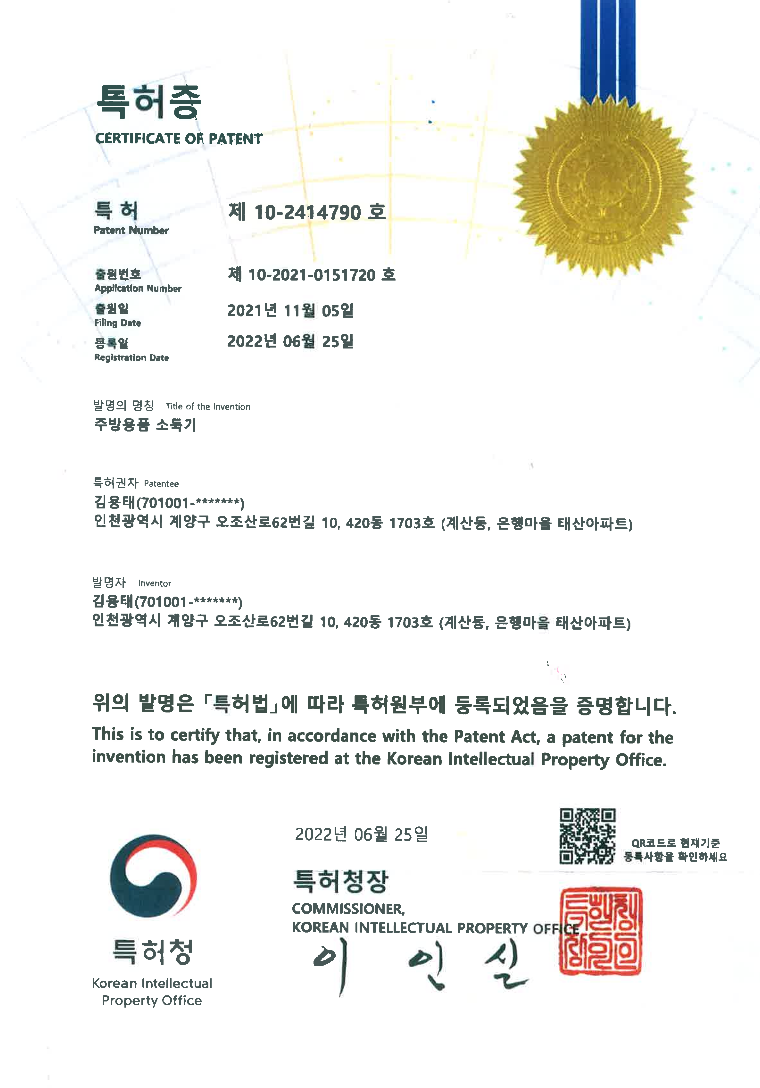 특허증
CERTIFICATE OF PATENT
특 허 제 10-2414790 호
Patent Number
출원번호 제 10-2021-0151720 호
Application Number
출원일 2021년 11월 05일
Filing Date
등록일 2022년 06월 25일
Registration Date
발명의 명칭 Title of the Invention
주방용품 소독기
특허권자 Patentee
김용태(701001-*******)
인천광역시 계양구 오조산로62번길 10, 420동 1703호 (계산동, 은행마을 태산아파트)
발명자 Inventor
김용태(701001-*******)
인천광역시 계양구 오조산로62번길 10, 420동 1703호 (계산동, 은행마을 태산아파트)
위의 발명은 「특허법」에 따라 특허원부에 등록되었음을 증명합니다.
This is to certify that, in accordance with the Patent Act, a patent for the
invention has been registered at the Korean Intellectual Property Office.
2022년 06월 25일
QR코드로 현재기준
등록사항을 확인하세요
특허청장
COMMISSIONER,
KOREAN INTELLECTUAL PROPERTY OFFICE
이 인 실
특허청
Korean Intellectual
Property Office